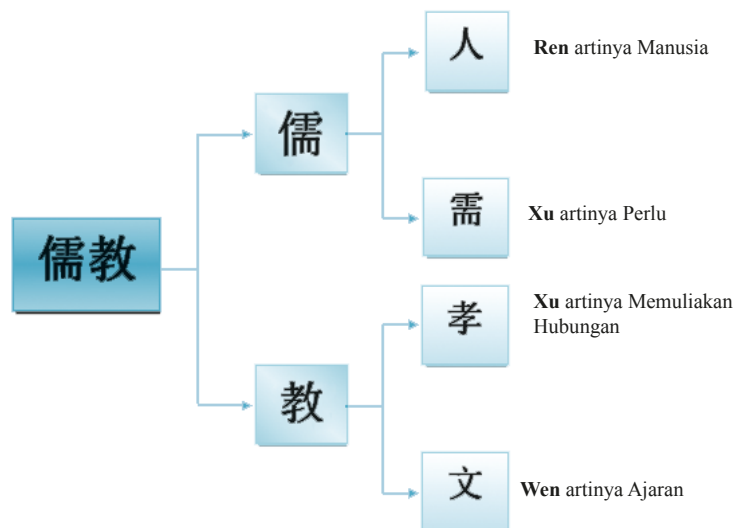 儒教
儒
人
Ren artinya Manusia
需
Xu artinya Perlu
教
孝
Xu artinya Memuliakan
Hubungan
文
Wen artinya Ajaran